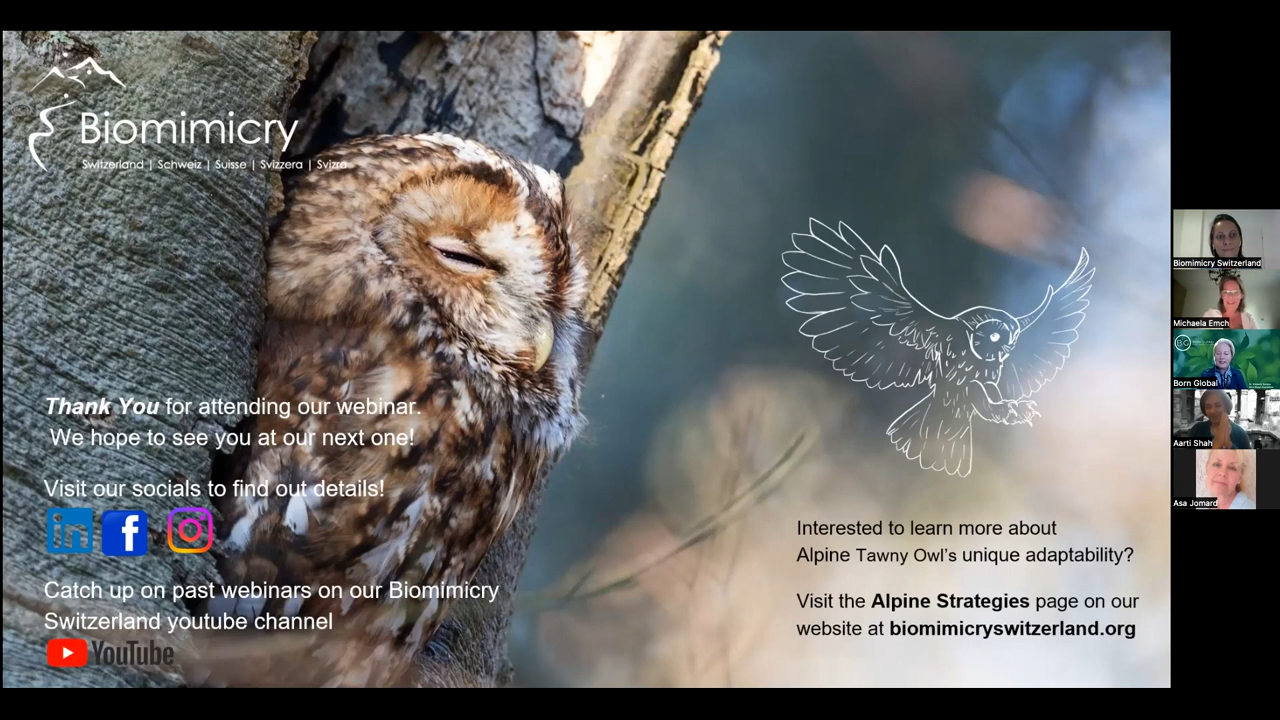 Biomimicry
Switzerland | Schweiz | Suisse | Svizzera | Svizra
Thank You for attending our webinar.
We hope to see you at our next one!
Visit our socials to find out details!
in f
Catch up on past webinars on our Biomimicry
Switzerland youtube channel
YouTube
Interested to learn more about
Alpine Tawny Owl's unique adaptability?
Visit the Alpine Strategies page on our
website at biomimicryswitzerland.org
Biomimicry Switzerland
Michaela Emch
Born Global
Aarti Shah
Asa Jomard